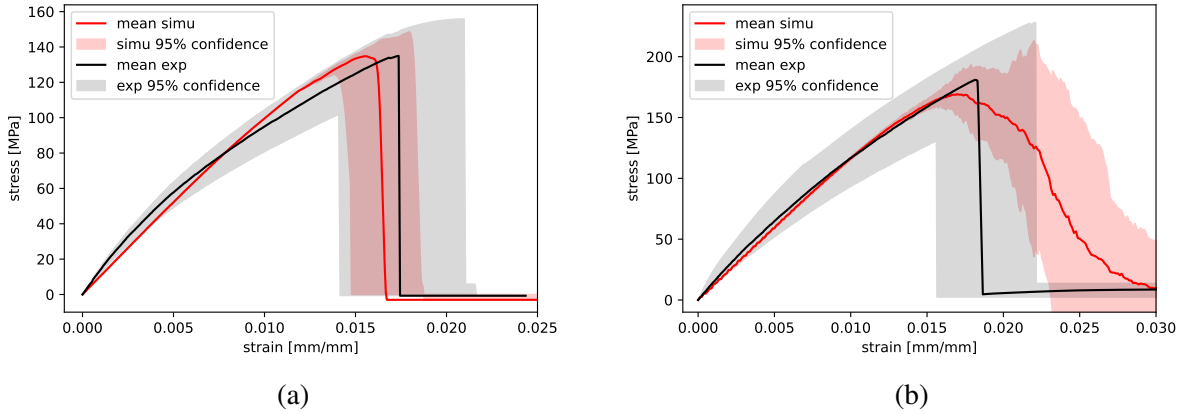 160
140
120
100
80
60
40
20
0
stress [MPa]
mean simu
simu 95% confidence
mean exp
exp 95% confidence
0.000 0.005 0.010 0.015 0.020 0.025
strain [mm/mm]
(a)
200
150
100
50
0
stress [MPa]
mean simu
simu 95% confidence
mean exp
exp 95% confidence
0.000 0.005 0.010 0.015 0.020 0.025 0.030
strain [mm/mm]
(b)